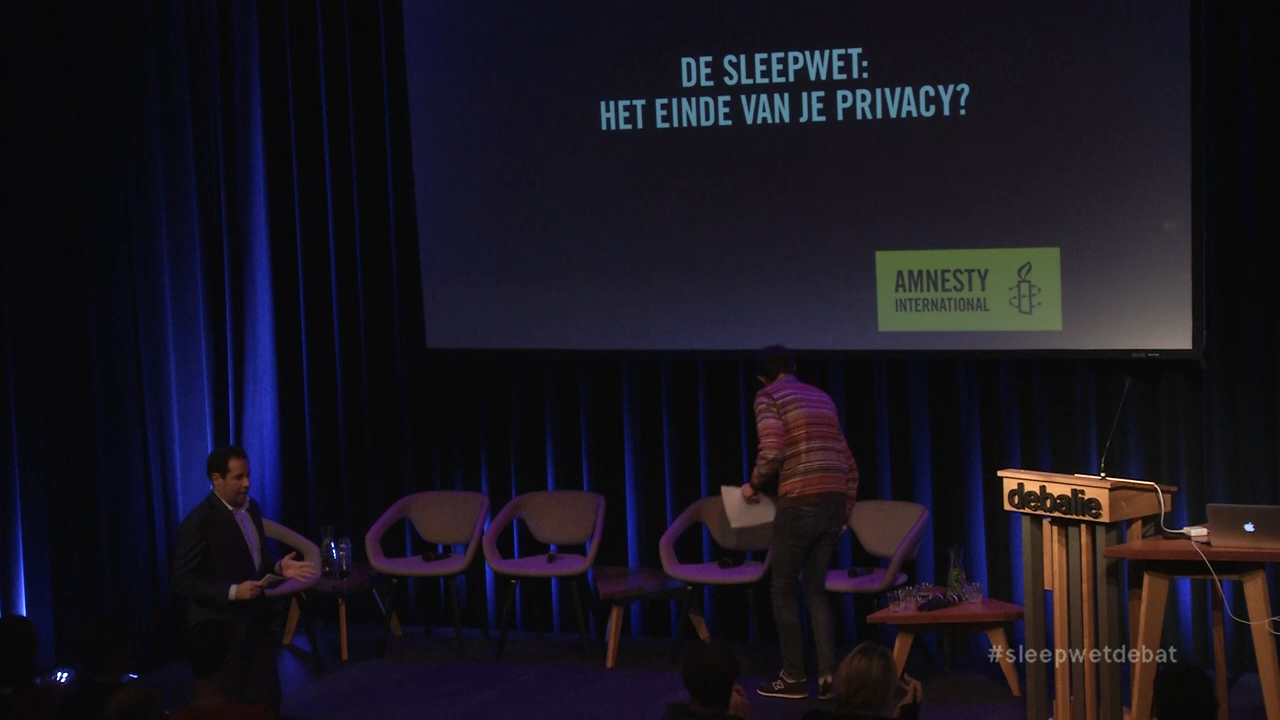 DE SLEEPWET:
HET EINDE VAN JE PRIVACY?
AMNESTY
INTERNATIONAL
debalie
#sleepwetdebat